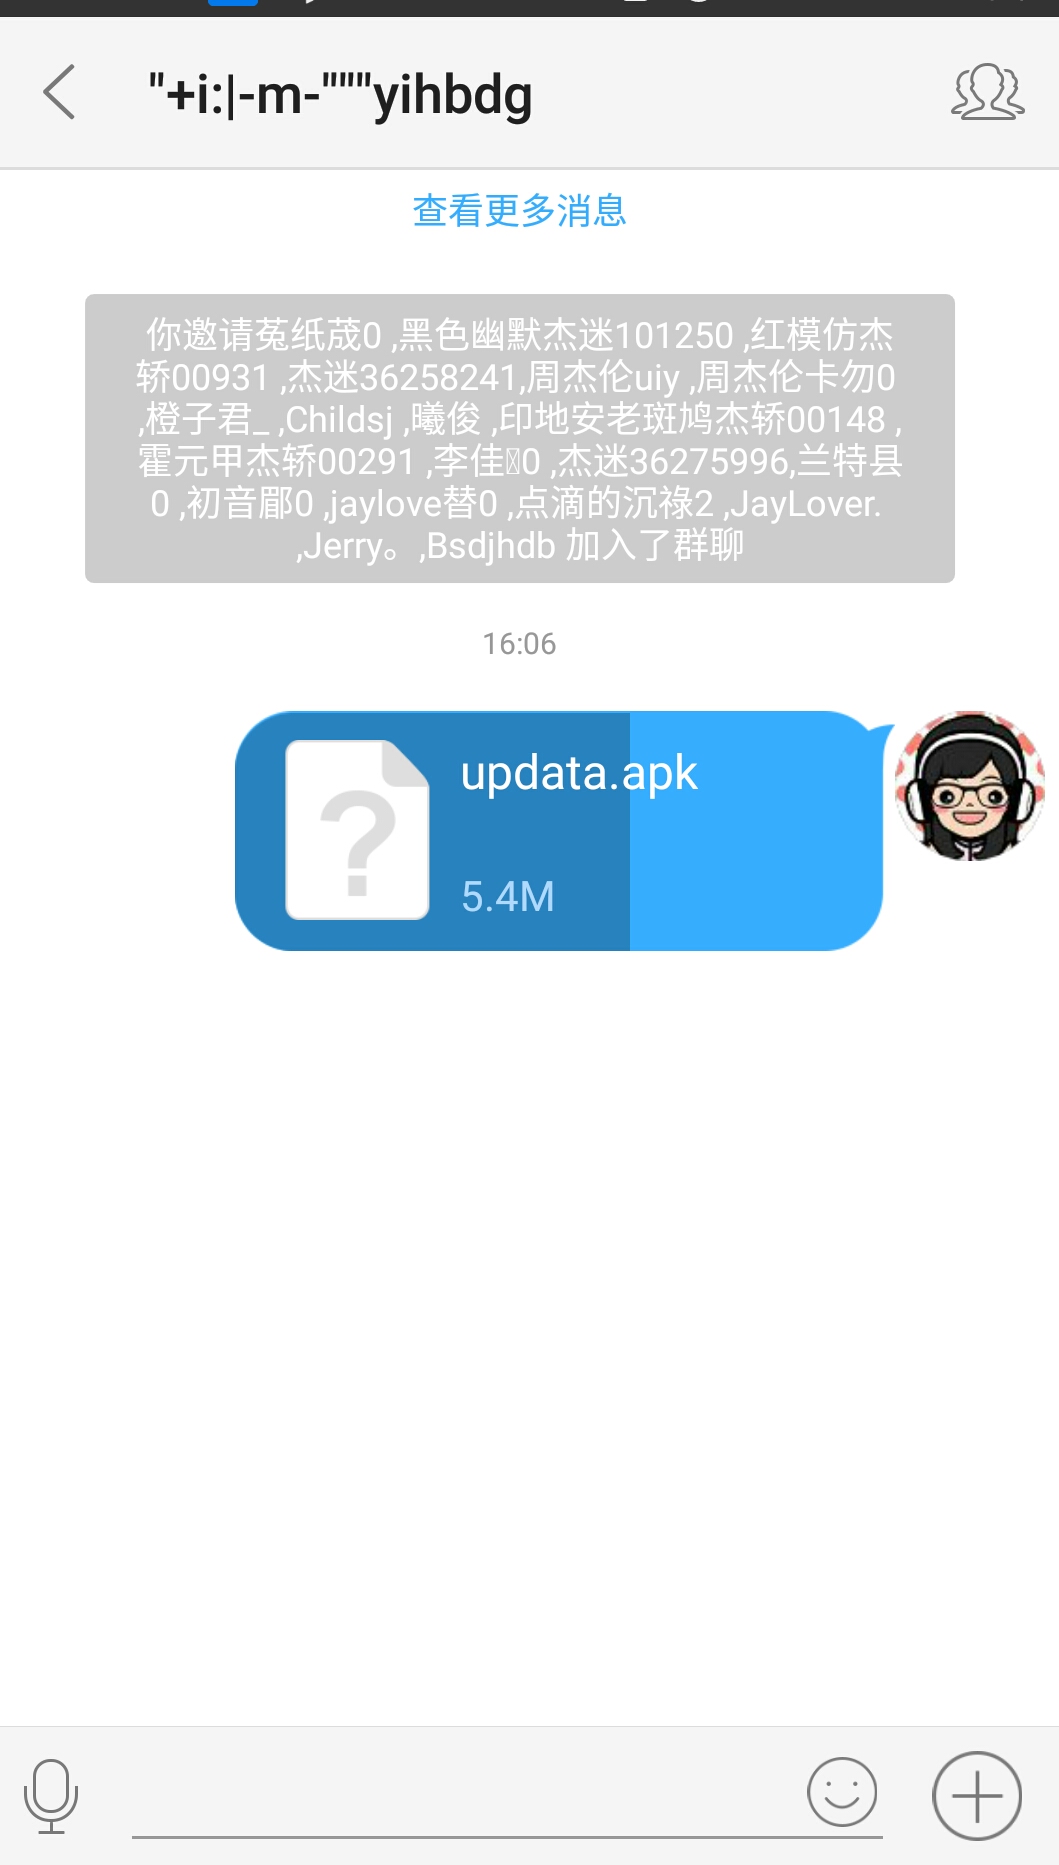 "+i:|-m-"""yihbdg
查看更多消息
你邀请菟纸荿0 ,黑色幽默杰迷101250 ,红模仿杰
轿00931 ,杰迷36258241,周杰伦uiy ,周杰伦卡勿0
,橙子君_ ,Childsj ,曦俊 ,印地安老斑鸠杰轿00148 ,
霍元甲杰轿00291 ,李佳0 ,杰迷36275996,兰特县
0 ,初音郿0 ,jaylove替0 ,点滴的沉祿2 ,JayLover.
,Jerry。,Bsdjhdb 加入了群聊
16:06
updata.apk
5.4M